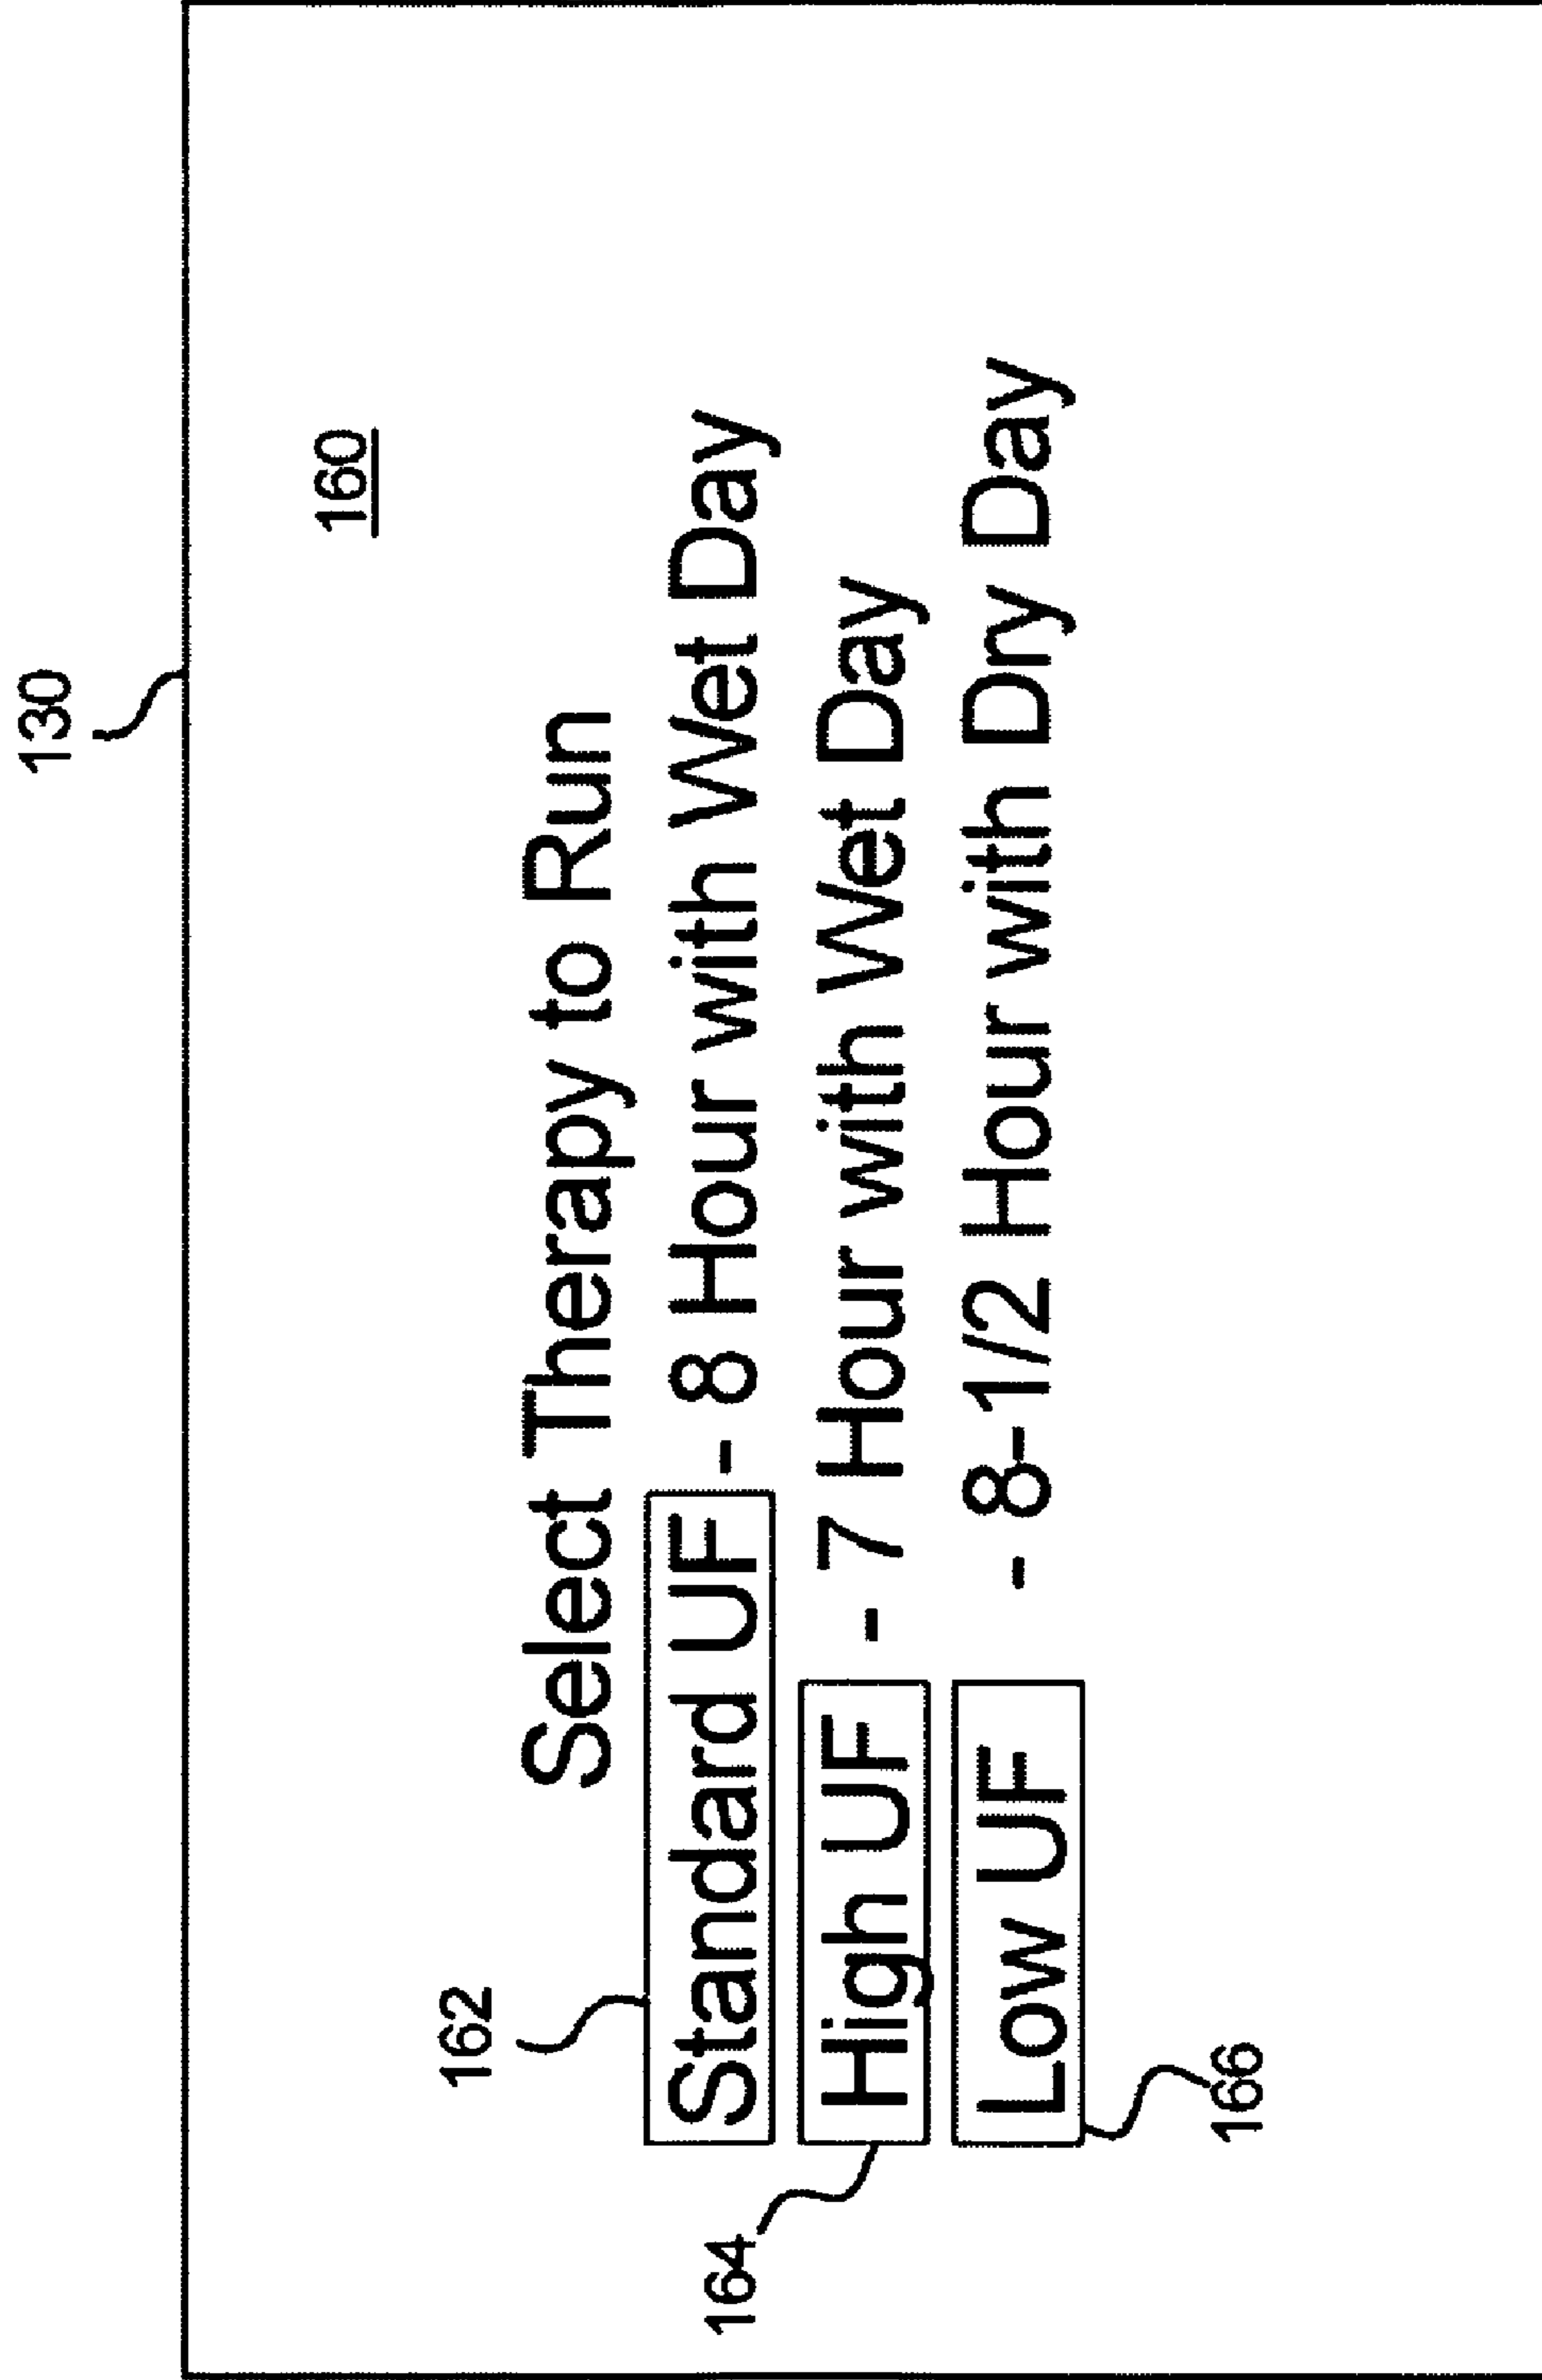 130
160
Select Therapy to Run
162
Standard UF - 8 Hour with Wet Day
164
High UF - 7 Hour with Wet Day
Low UF - 8-1/2 Hour with Dry Day
166